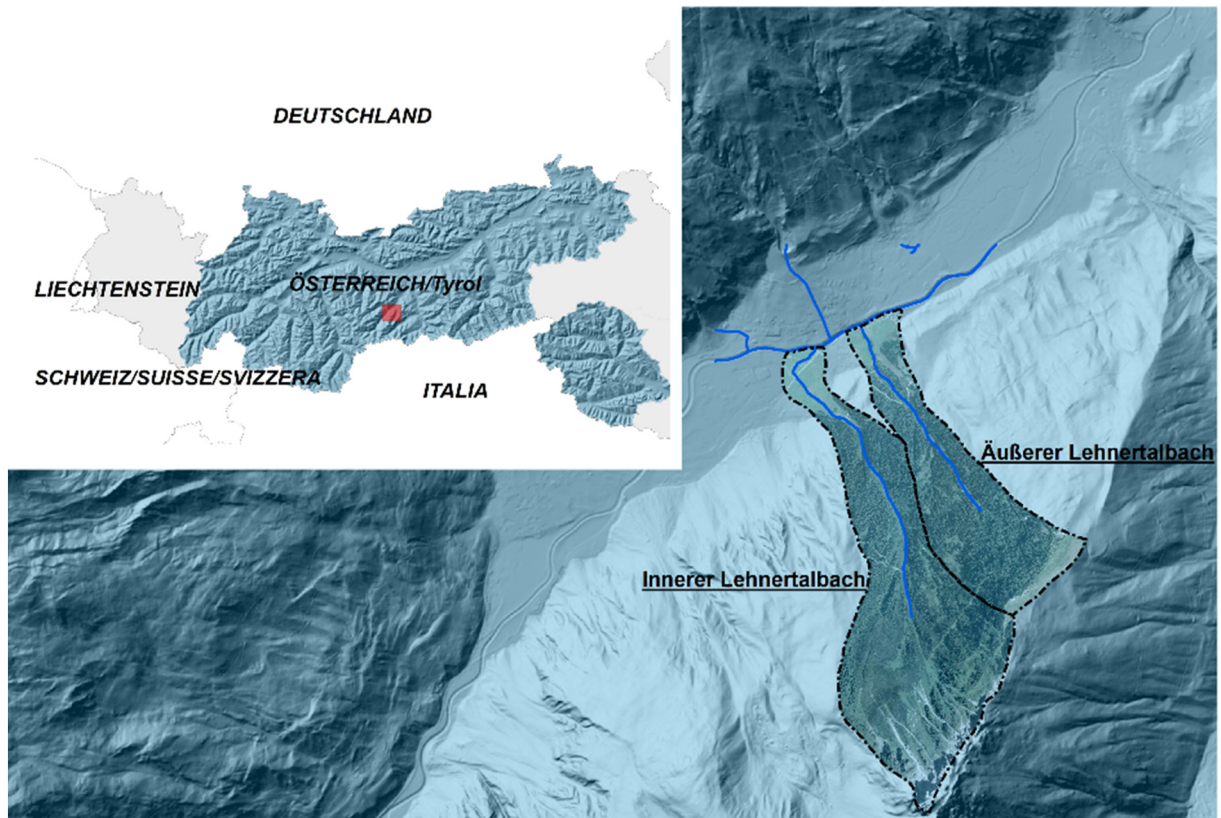 DEUTSCHLAND
LIECHTENSTEIN
ÖSTERREICH/Tyrol
SCHWEIZ/SUISSE/SVIZZERA
ITALIA
Äußerer Lehnertalbach
Innerer Lehnertalbach